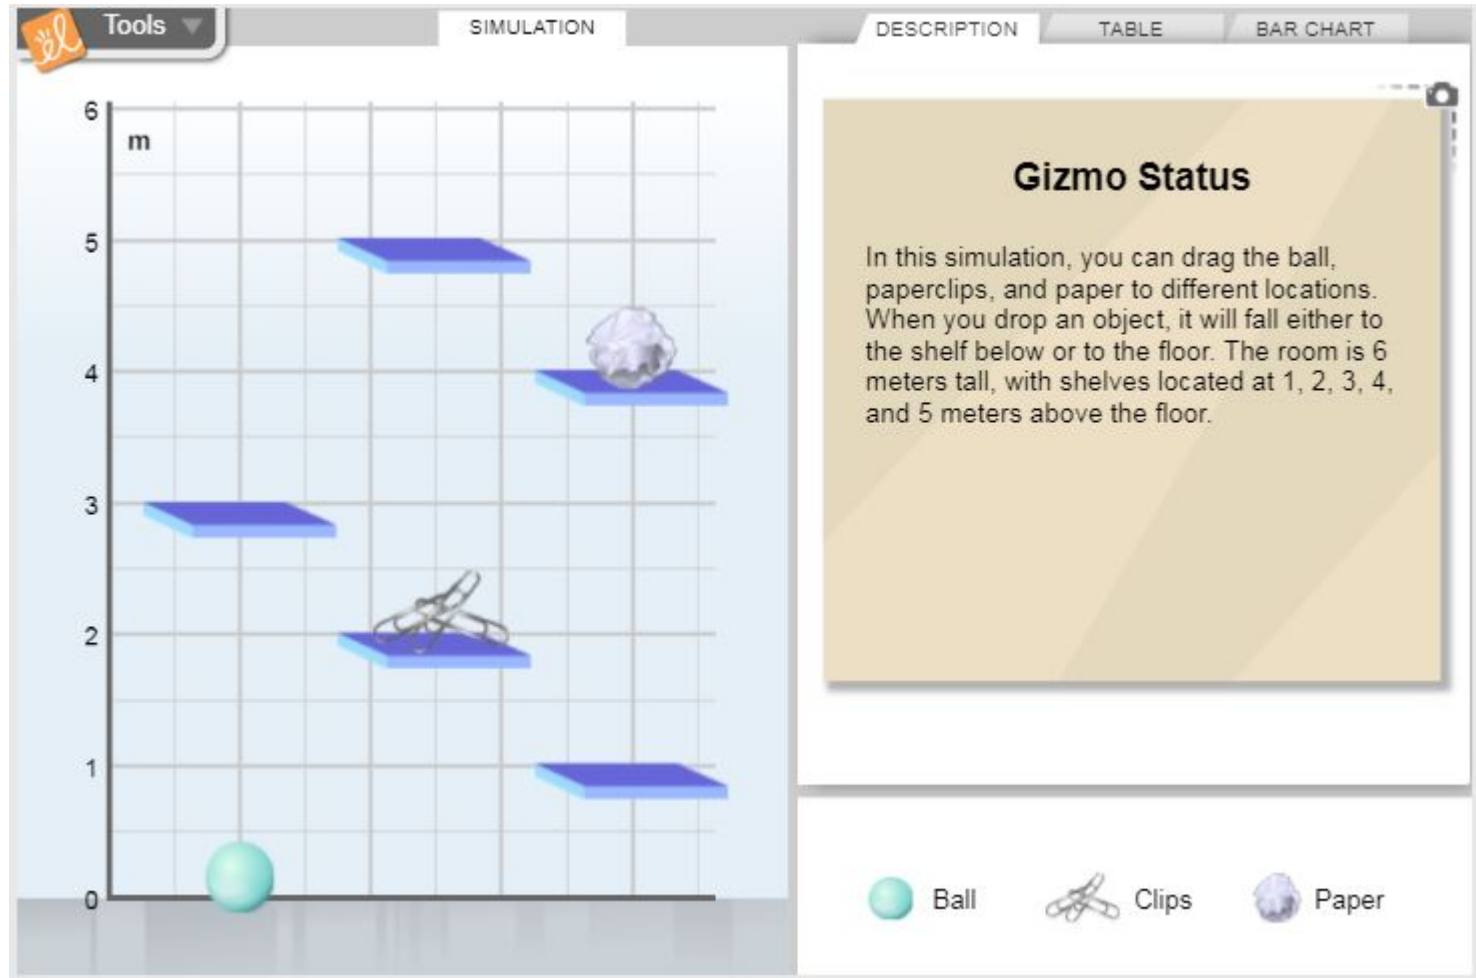 Tools
SIMULATION
DESCRIPTION
TABLE
BAR CHART
6
m
5
4
3
2
1
0
Gizmo Status
In this simulation, you can drag the ball,
paperclips, and paper to different locations.
When you drop an object, it will fall either to
the shelf below or to the floor. The room is 6
meters tall, with shelves located at 1, 2, 3, 4,
and 5 meters above the floor.
Ball
Clips
Paper